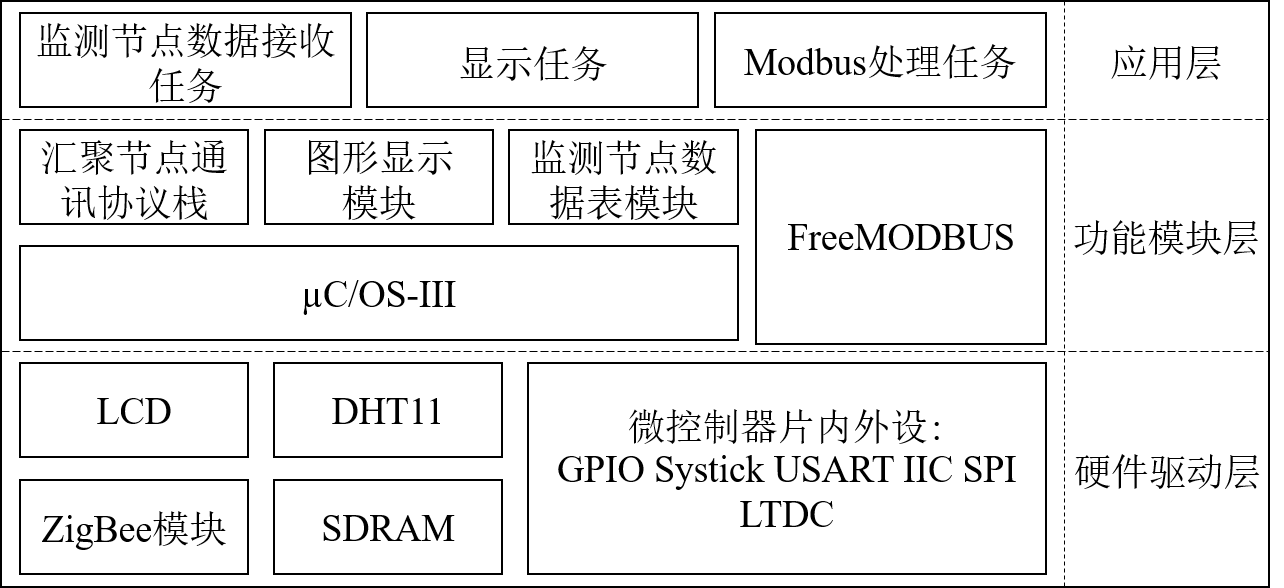 监测节点数据接收
任务
显示任务
Modbus处理任务
应用层
汇聚节点通
讯协议栈
图形显示
模块
监测节点数
据表模块
FreeMODBUS
功能模块层
μC/OS-III
LCD
DHT11
微控制器片内外设:
GPIO Systick USART IIC SPI
LTDC
硬件驱动层
ZigBee模块
SDRAM